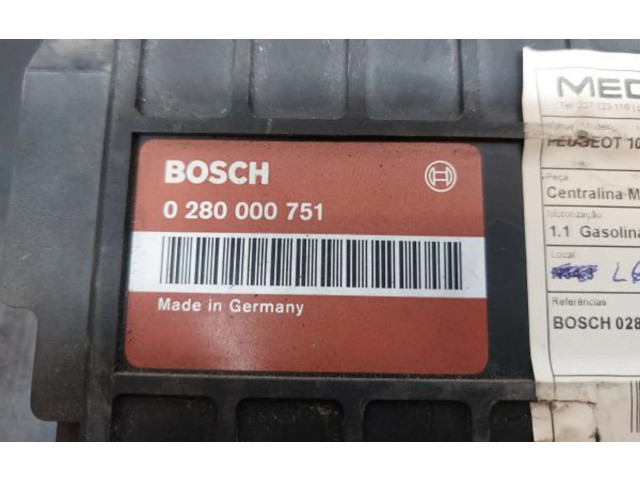 BOSCH
0 280 000 751
Made in Germany
MED
Tel:
PEUGEOT 10
Peça
Centralina M
Motorização
1.1 Gasolina
Local
L
Referências
BOSCH 028